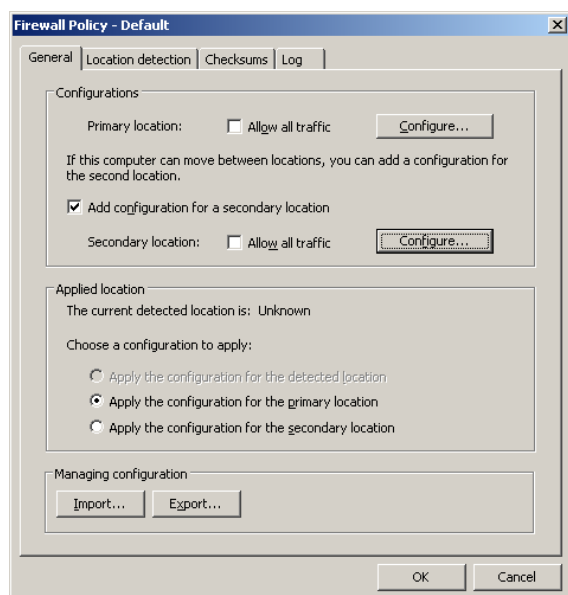 Firewall Policy - Default
General
Location detection
Checksums
Log
Configurations
Primary location:
Allow all traffic
Configure...
If this computer can move between locations, you can add a configuration for
the second location.
Add configuration for a secondary location
Secondary location:
Allow all traffic
Configure...
Applied location
The current detected location is: Unknown
Choose a configuration to apply:
Apply the configuration for the detected location
Apply the configuration for the primary location
Apply the configuration for the secondary location
Managing configuration
Import...
Export...
OK
Cancel